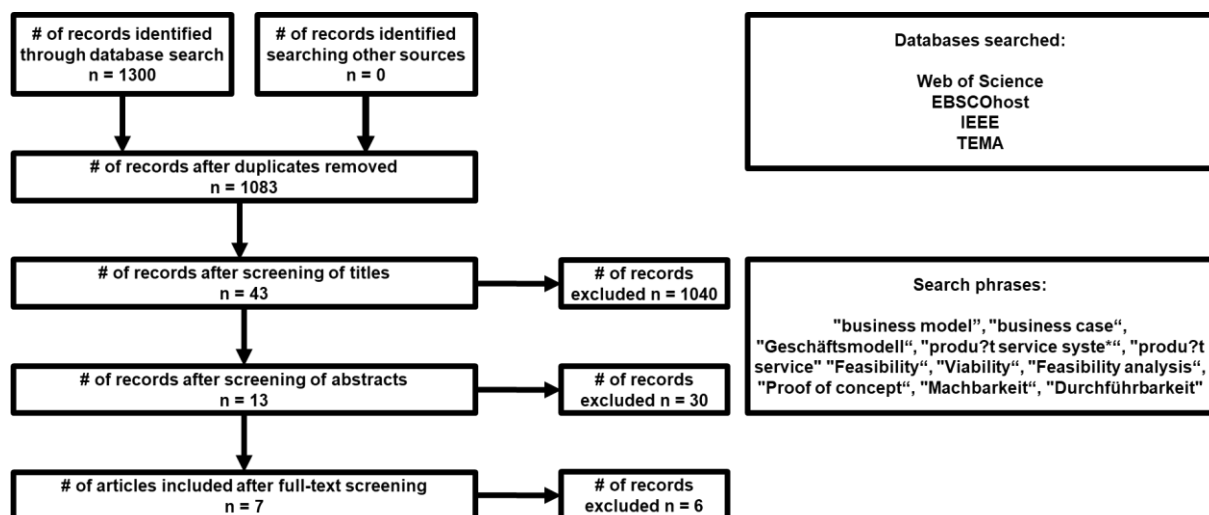 # of records identified
through database search
n = 1300
# of records identified
searching other sources
n = 0
# of records after duplicates removed
n = 1083
# of records after screening of titles
n = 43
# of records
excluded n = 1040
# of records after screening of abstracts
n = 13
# of records
excluded n = 30
# of articles included after full-text screening
n = 7
# of records
excluded n = 6
Databases searched:
Web of Science
EBSCOhost
IEEE
TEMA
Search phrases:
"business model”, "business case“,
"Geschäftsmodell“, "produ?t service syste*“, "produ?t
service" "Feasibility“, "Viability“, "Feasibility analysis“,
"Proof of concept“, "Machbarkeit“, "Durchführbarkeit"